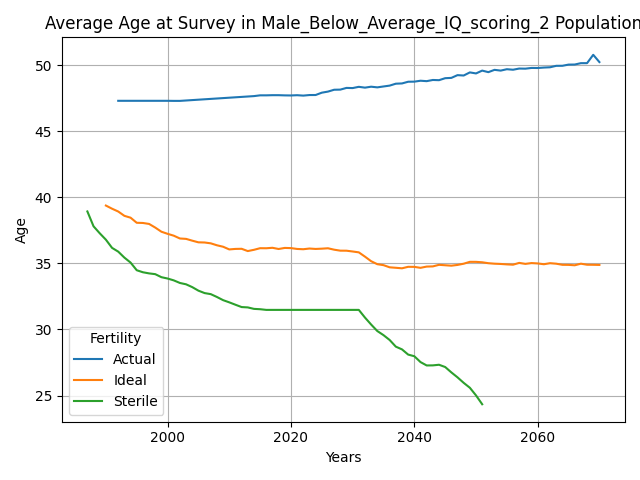 Average Age at Survey in Male_Below_Average_IQ_scoring_2 Population
Age
50
45
40
35
30
25
Fertility
Actual
Ideal
Sterile
2000 2020 2040 2060
Years